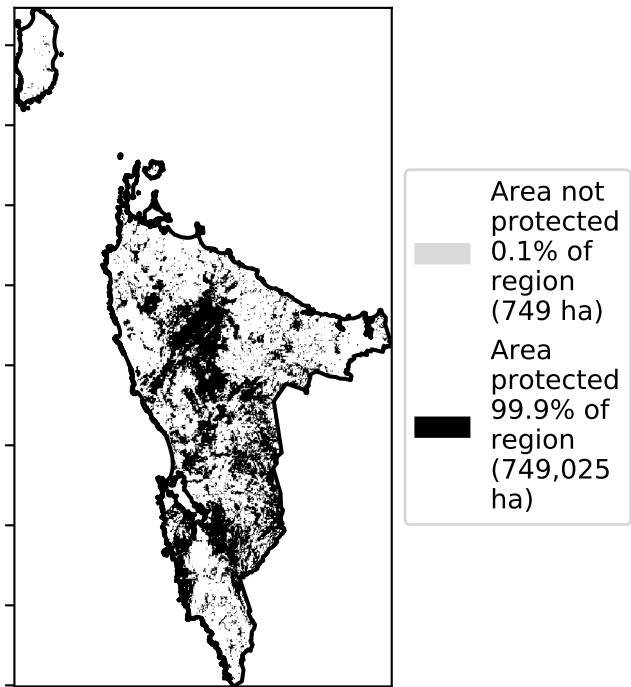 Area not
protected
0.1% of
region
(749 ha)
Area
protected
99.9% of
region
(749,025
ha)